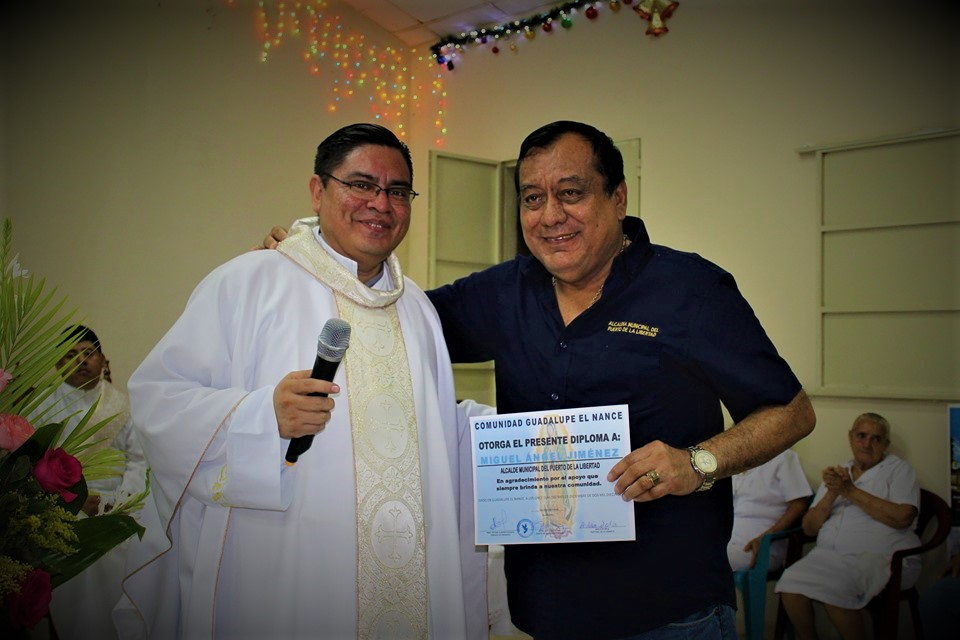 ALCALDIA MUNICIPAL DEL
PUERTO DE LA LIBERTAD
COMUNIDAD GUADALUPE EL NANCE
OTORGA EL PRESENTE DIPLOMA A:
MIGUEL ÁNGEL JIMÉNEZ
ALCALDE MUNICIPAL DEL PUERTO DE LA LIBERTAD
En agradecimiento por el apoyo que
siempre brinda a nuestra comunidad.